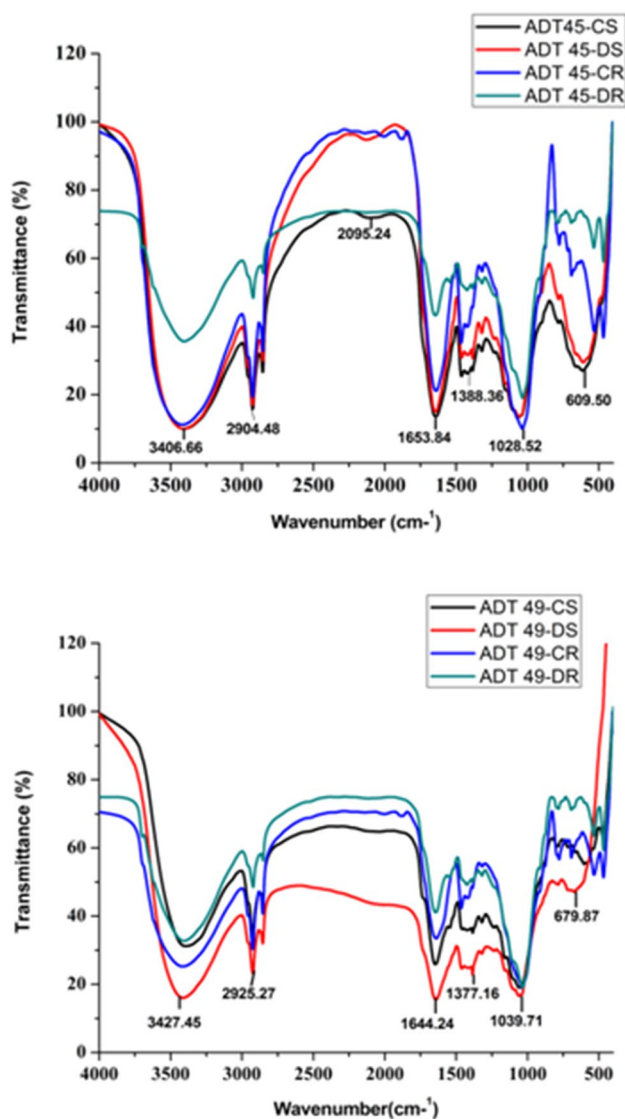 ADT45-CS
ADT 45-DS
ADT 45-CR
ADT 45-DR
120
100
80
60
40
20
0
Transmittance (%)
2095.24
3406.66
2904.48
1653.84
1388.36
1028.52
609.50
4000 3500 3000 2500 2000 1500 1000 500
Wavenumber (cm-¹)
ADT 49-CS
ADT 49-DS
ADT 49-CR
ADT 49-DR
120
100
80
60
40
20
0
Transmittance (%)
3427.45
2925.27
1644.24
1377.16
1039.71
679.87
4000 3500 3000 2500 2000 1500 1000 500
Wavenumber(cm-¹)